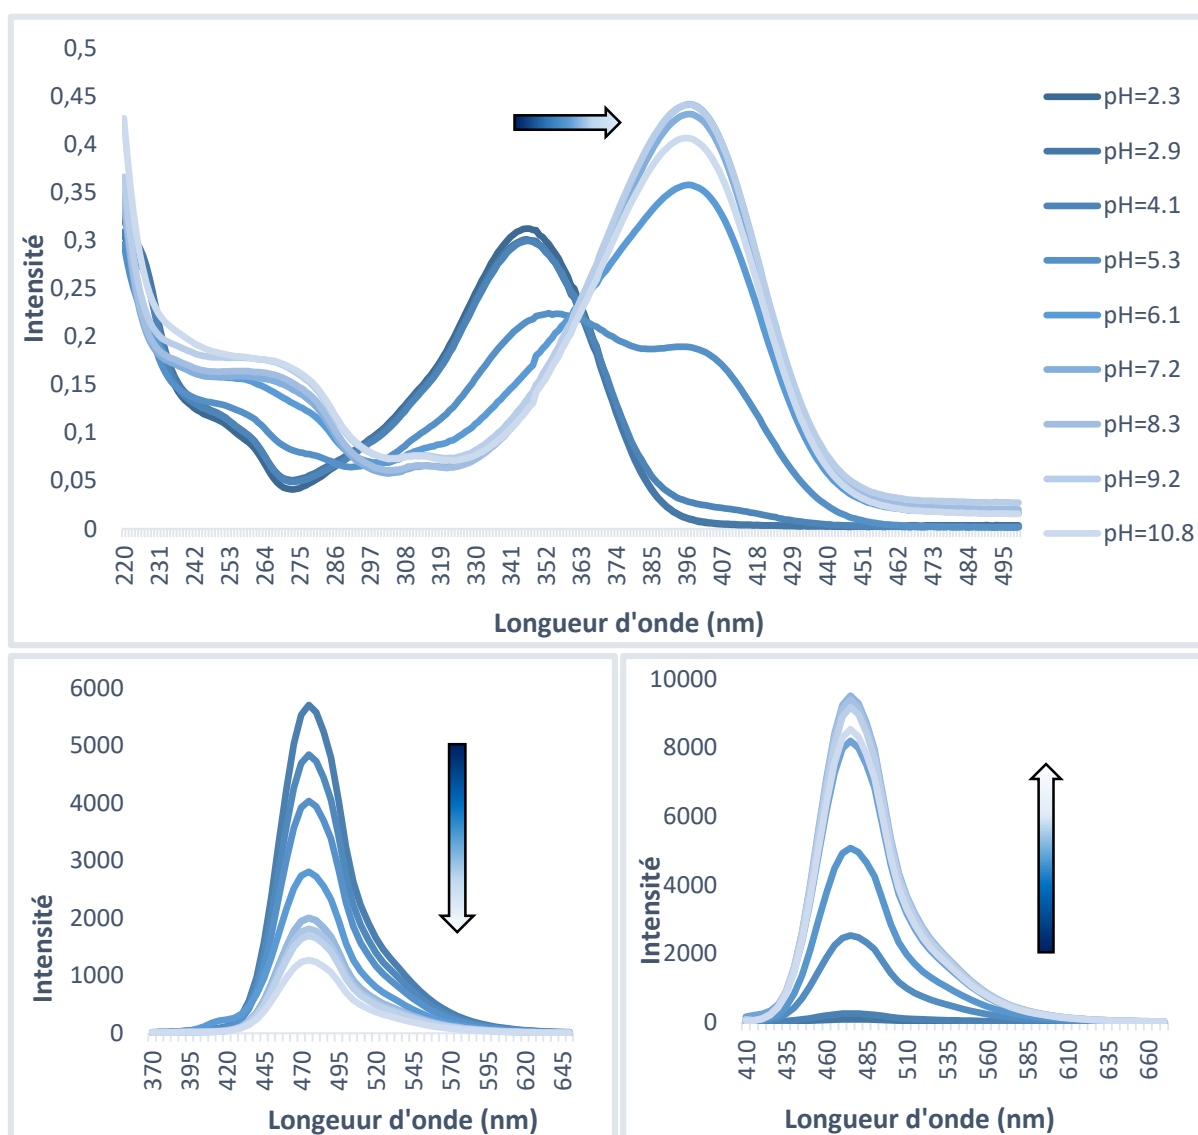 0,5
0,45
0,4
0,35
0,3
0,25
0,2
0,15
0,1
0,05
0
Intensité
220 231 242 253 264 275 286 297 308 319 330 341 352 363 374 385 396 407 418 429 440 451 462 473 484 495
Longueur d'onde (nm)
pH=2.3
pH=2.9
pH=4.1
pH=5.3
pH=6.1
pH=7.2
pH=8.3
pH=9.2
pH=10.8
6000
5000
4000
3000
2000
1000
0
Intensité
370 395 420 445 470 495 520 545 570 595 620 645
Longeuur d'onde (nm)
10000
8000
6000
4000
2000
0
Intensité
410 435 460 485 510 535 560 585 610 635 660
Longueur d'onde (nm)